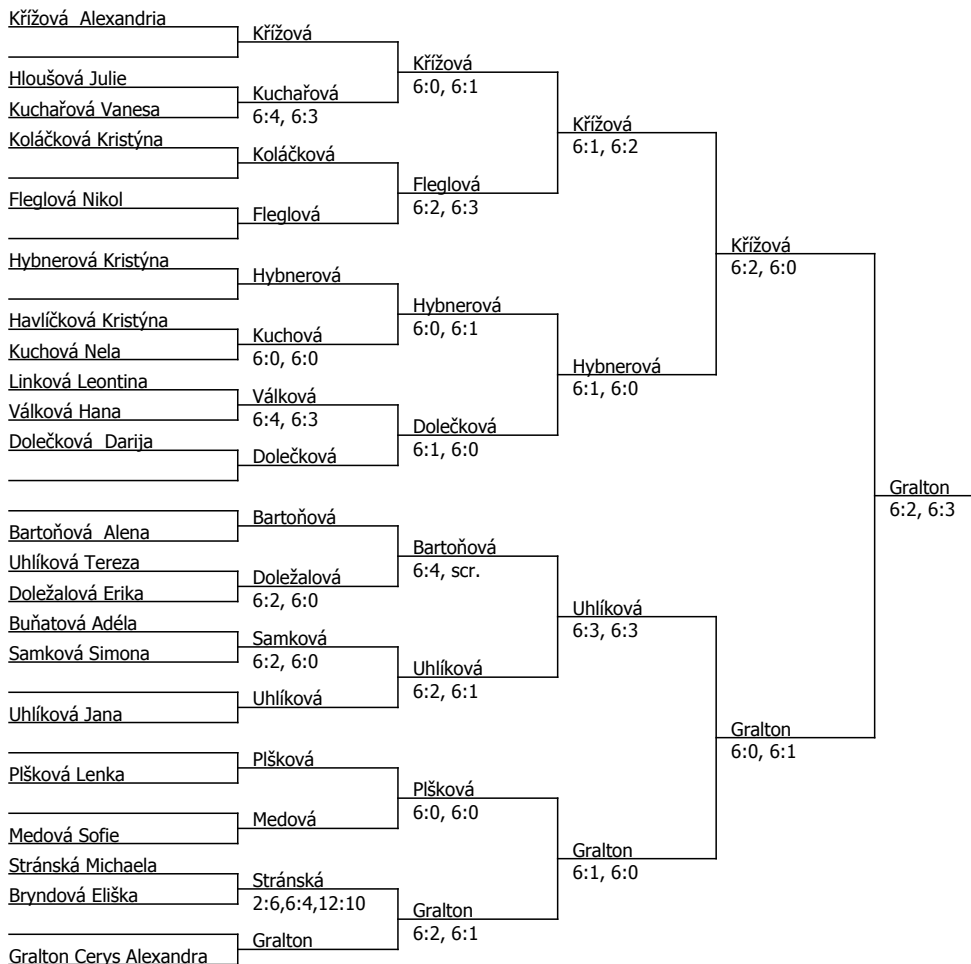 Křížová  Alexandria
Křížová
Křížová
6:0, 6:1
Hloušová Julie
Kuchařová
6:4, 6:3
Kuchařová Vanesa
Křížová
6:1, 6:2
Koláčková Kristýna
Koláčková
Fleglová
6:2, 6:3
Fleglová Nikol
Fleglová
Křížová
6:2, 6:0
Hybnerová Kristýna
Hybnerová
Hybnerová
6:0, 6:1
Havlíčková Kristýna
Kuchová
6:0, 6:0
Kuchová Nela
Hybnerová
6:1, 6:0
Linková Leontina
Válková
6:4, 6:3
Válková Hana
Dolečková
6:1, 6:0
Dolečková  Darija
Dolečková
Gralton
6:2, 6:3
Bartoňová
Bartoňová  Alena
Bartoňová
6:4, scr.
Uhlíková Tereza
Doležalová
6:2, 6:0
Doležalová Erika
Uhlíková
6:3, 6:3
Buňatová Adéla
Samková
6:2, 6:0
Samková Simona
Uhlíková
6:2, 6:1
Uhlíková
Uhlíková Jana
Gralton
6:0, 6:1
Plšková
Plšková Lenka
Plšková
6:0, 6:0
Medová
Medová Sofie
Gralton
6:1, 6:0
Stránská Michaela
Stránská
2:6,6:4,12:10
Bryndová Eliška
Gralton
6:2, 6:1
Gralton
Gralton Cerys Alexandra